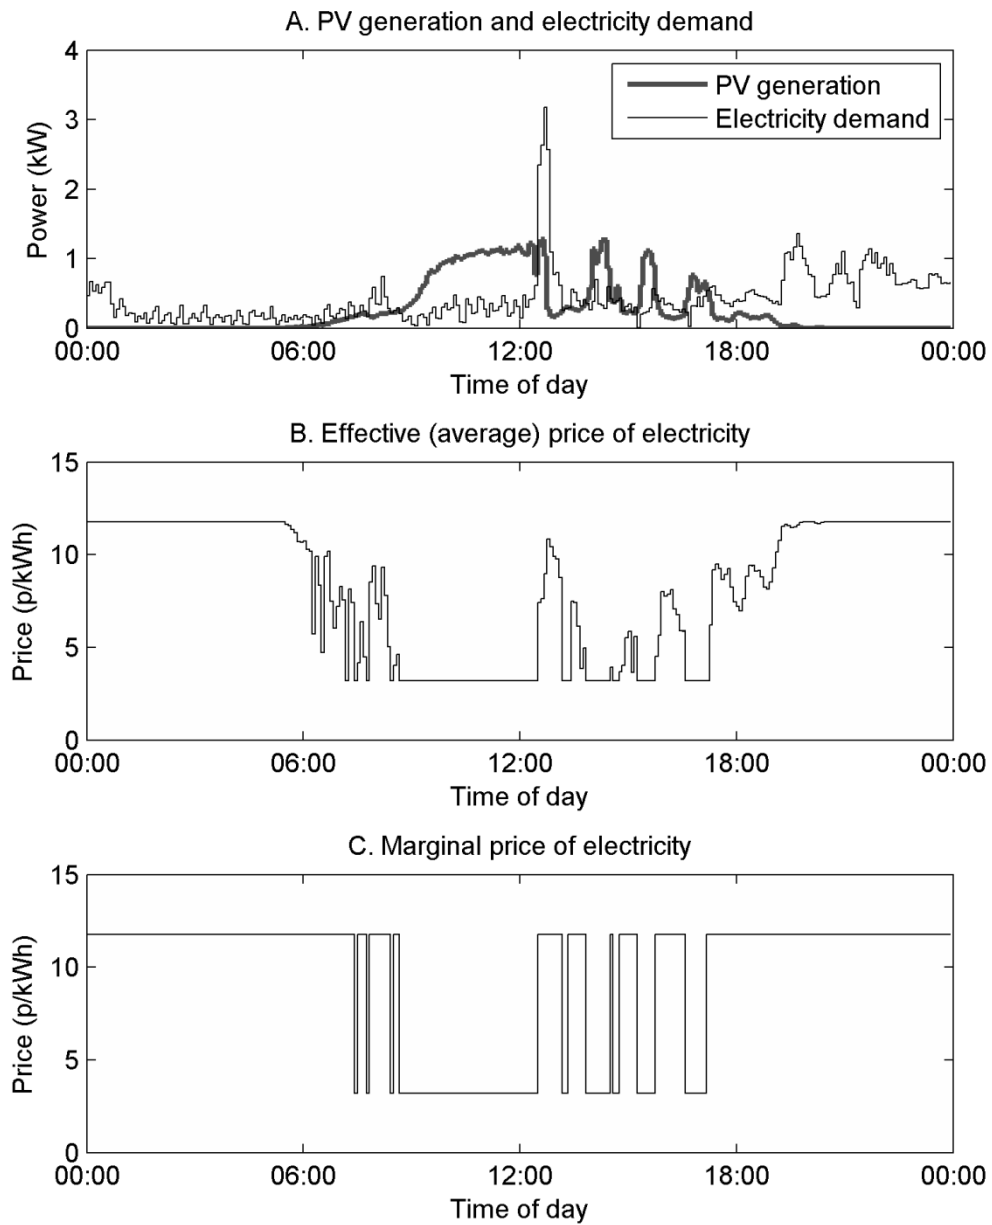 A. PV generation and electricity demand
4
3
2
1
0
Power (kW)
PV generation
Electricity demand
00:00 06:00 12:00 18:00 00:00
Time of day
B. Effective (average) price of electricity
15
10
5
0
Price (p/kWh)
00:00 06:00 12:00 18:00 00:00
Time of day
C. Marginal price of electricity
15
10
5
0
Price (p/kWh)
00:00 06:00 12:00 18:00 00:00
Time of day